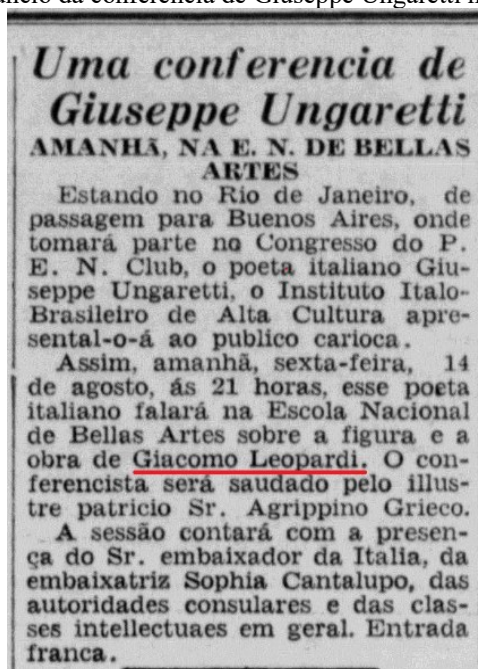 Uma conferencia de
Giuseppe Ungaretti
AMANHÃ, NA E. N. DE BELLAS
ARTES
Estando no Rio de Janeiro, de
passagem para Buenos Aires, onde
tomará parte no Congresso do P.
E. N. Club, o poeta italiano Giu-
seppe Ungaretti, o Instituto Italo-
Brasileiro de Alta Cultura apre-
sental-o-á ao publico carioca.
Assim, amanhã, sexta-feira, 14
de agosto, ás 21 horas, esse poeta
italiano falará na Escola Nacional
de Bellas Artes sobre a figura e a
obra de Giacomo Leopardi. O con-
ferencista será saudado pelo illus-
tre patricio Sr. Agrippino Grieco.
A sessão contará com a presen-
ça do Sr. embaixador da Italia, da
embaixatriz Sophia Cantalupo, das
autoridades consulares e das clas-
ses intellectuaes em geral. Entrada
franca.